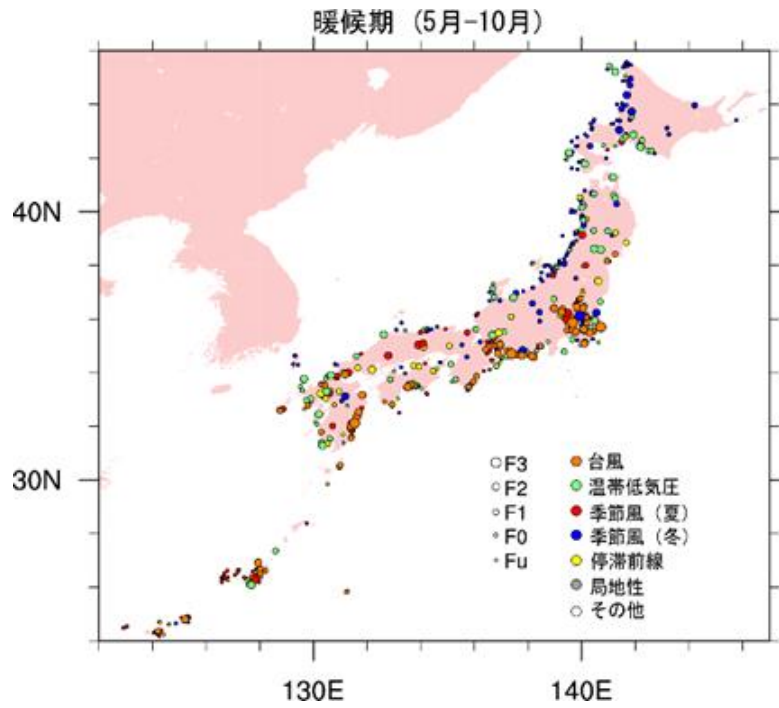 暖候期 (5月-10月)
40N
30N
130E
140E
F3
F2
F1
F0
Fu
台風
温帯低気圧
季節風 (夏)
季節風 (冬)
停滞前線
局地性
その他